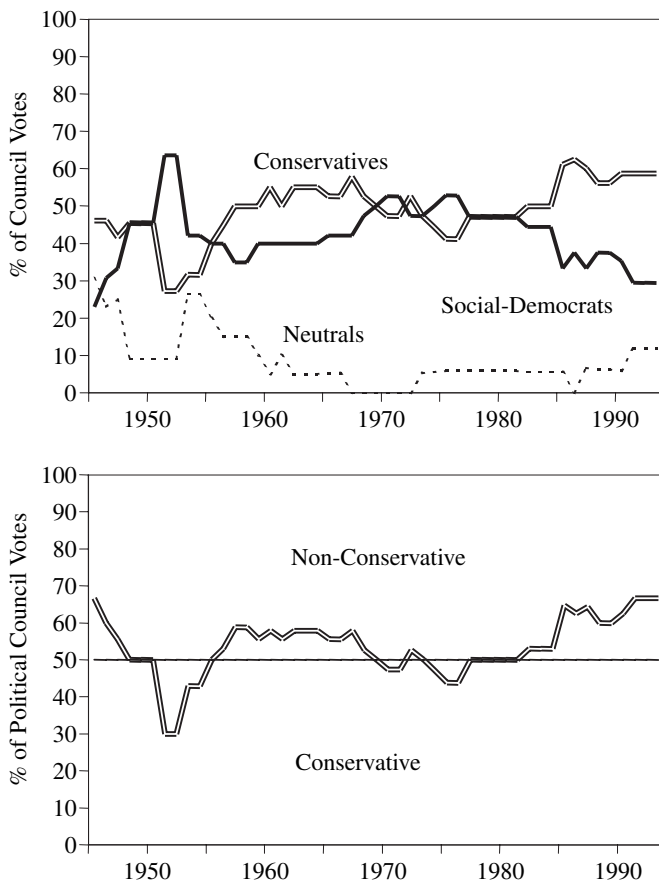 100
90
80
70
60
50
40
30
20
10
0
% of Council Votes
Conservatives
Social-Democrats
Neutrals
1950 1960 1970 1980 1990
100
90
80
70
60
50
40
30
20
10
0
% of Political Council Votes
Non-Conservative
Conservative
1950 1960 1970 1980 1990